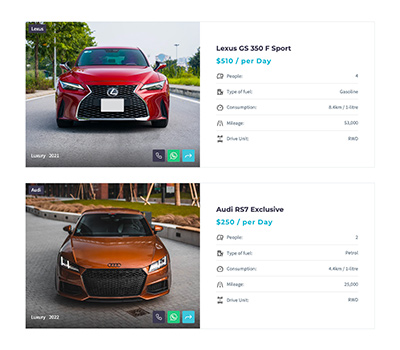 Lexus
Luxury 2021
Lexus GS 350 F Sport
$510 / per Day
People: 4
Type of fuel: Gasoline
Consumption: 8.4km / 1-litre
Mileage: 53,000
Drive Unit: RWD
Audi
Luxury 2022
Audi RS7 Exclusive
$250 / per Day
People: 2
Type of fuel: Petrol
Consumption: 4.4km / 1-litre
Mileage: 25,000
Drive Unit: RWD